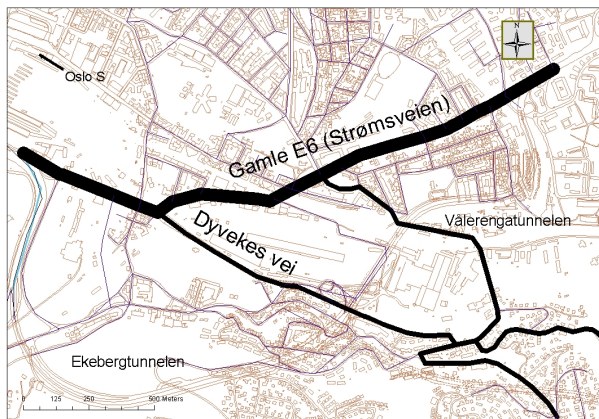 N
Oslo S
Gamle E6 (Strømsveien)
Vålerengatunnelen
Dyvekes vei
Ekebergtunnelen
0 125 250 500 Meters